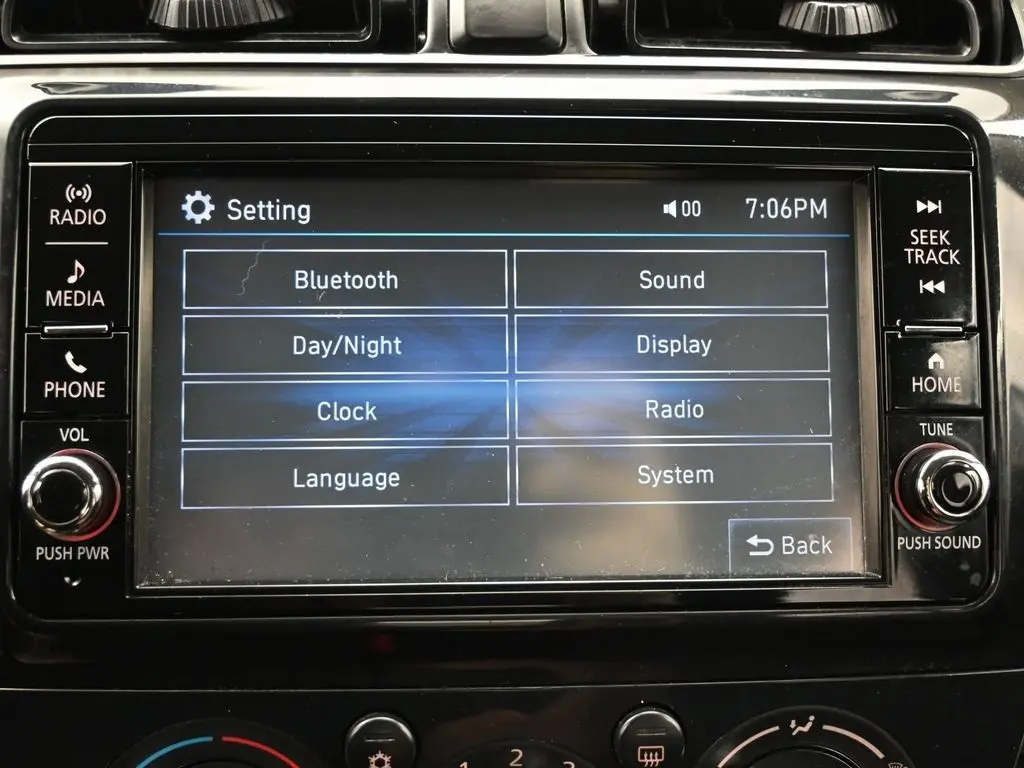 Setting
00
7:06PM
RADIO
MEDIA
PHONE
VOL
PUSH PWR
Bluetooth
Sound
Day/Night
Display
Clock
Radio
Language
System
Back
SEEK
TRACK
HOME
TUNE
PUSH SOUND
2